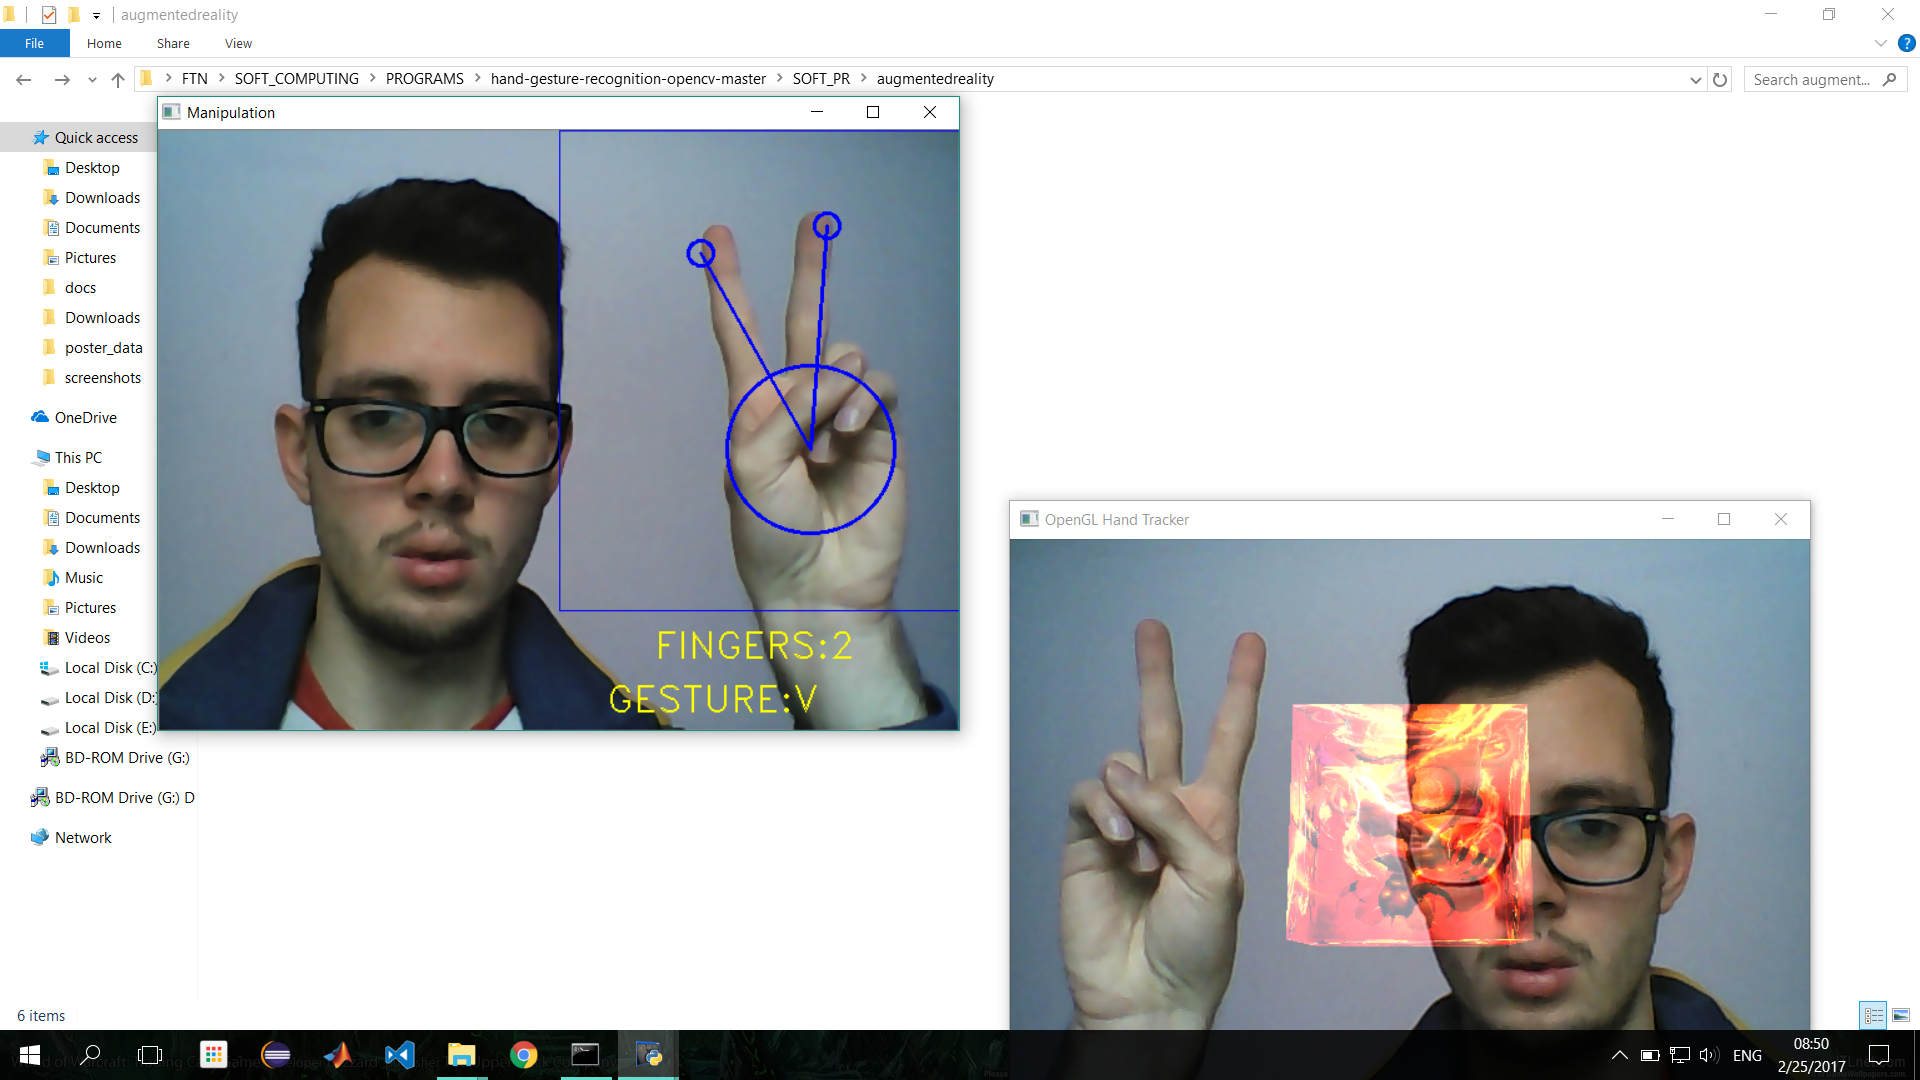 augmentedreality
File Home Share View
FTN SOFT_COMPUTING PROGRAMS hand-gesture-recognition-opencv-master SOFT_PR augmentedreality
Search augment...
Manipulation
Quick access
Desktop
Downloads
Documents
Pictures
docs
Downloads
poster_data
screenshots
OneDrive
This PC
Desktop
Documents
Downloads
Music
Pictures
Videos
Local Disk (C:)
Local Disk (D:
Local Disk (E:)
BD-ROM Drive (G:)
BD-ROM Drive (G:) D
Network
FINGERS:2
GESTURE:V
OpenGL Hand Tracker
6 items
ENG
08:50
2/25/2017